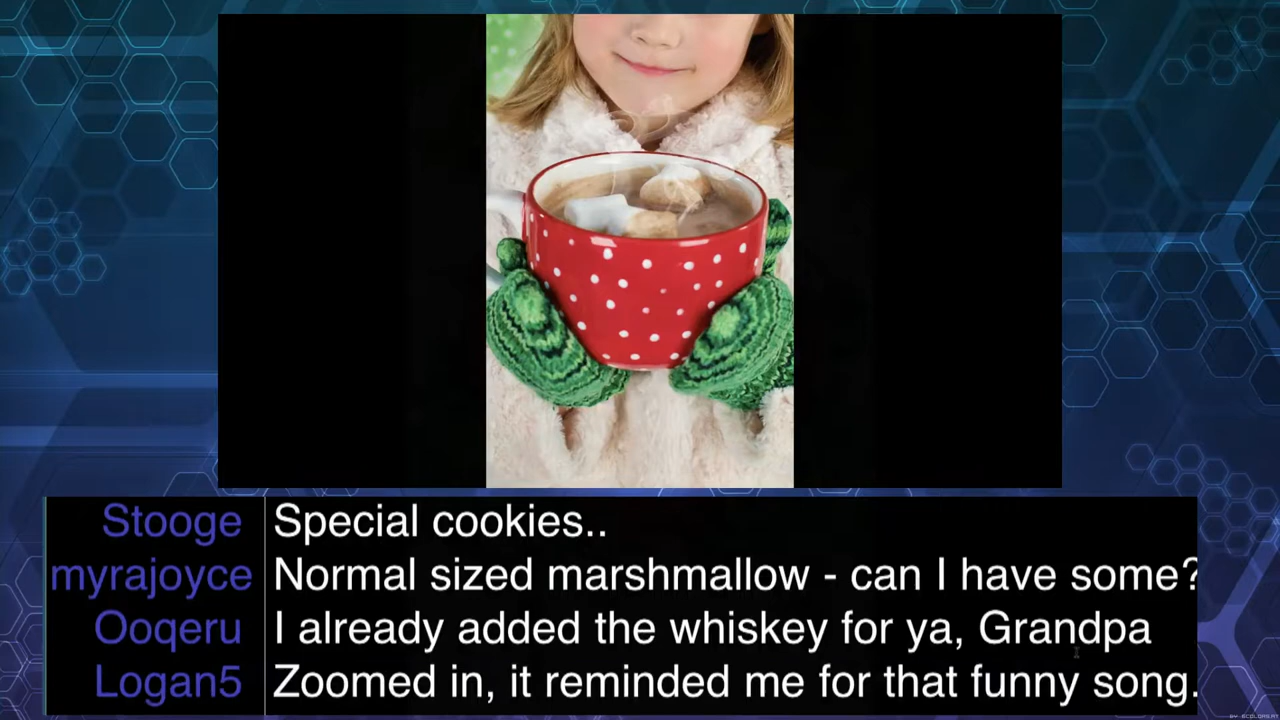 Stooge Special cookies..
myrajoyce Normal sized marshmallow - can I have some?
Ooqeru I already added the whiskey for ya, Grandpa
Logan5 Zoomed in, it reminded me for that funny song.